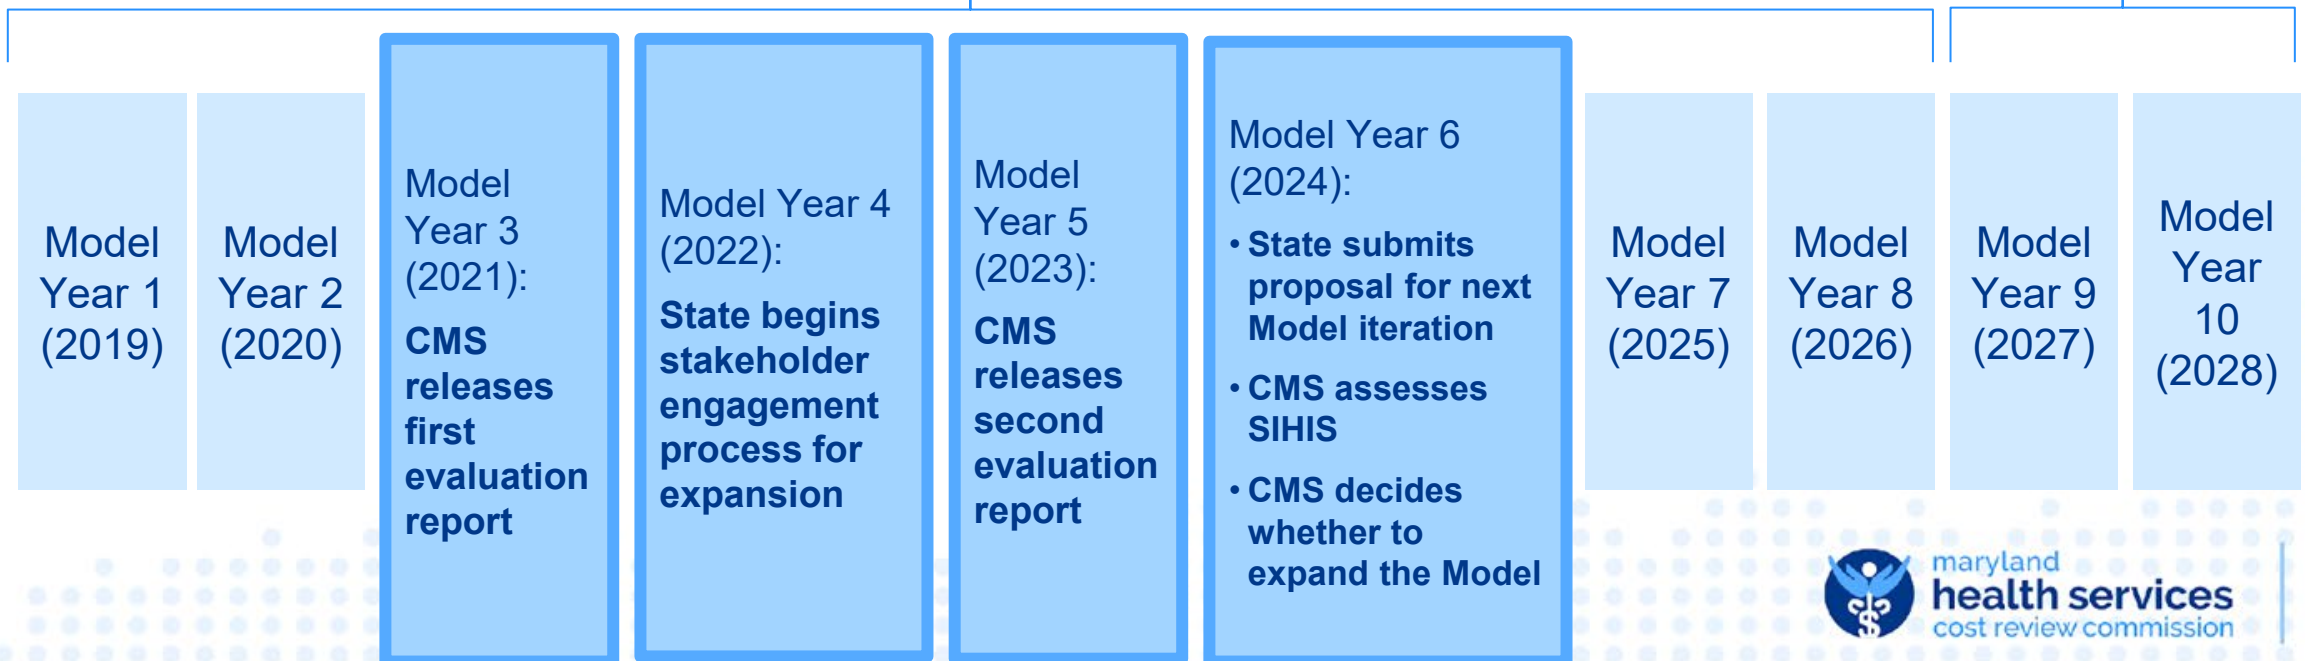 Model
Year 1
(2019)
Model
Year 2
(2020)
Model
Year 3
(2021):
CMS
releases
first
evaluation
report
Model Year 4
(2022):
State begins
stakeholder
engagement
process for
expansion
Model
Year 5
(2023):
CMS
releases
second
evaluation
report
Model Year 6
(2024):
• State submits
proposal for next
Model iteration
• CMS assesses
SIHIS
• CMS decides
whether to
expand the Model
Model
Year 7
(2025)
Model
Year 8
(2026)
Model
Year 9
(2027)
Model
Year
10
(2028)
maryland
health services
cost review commission